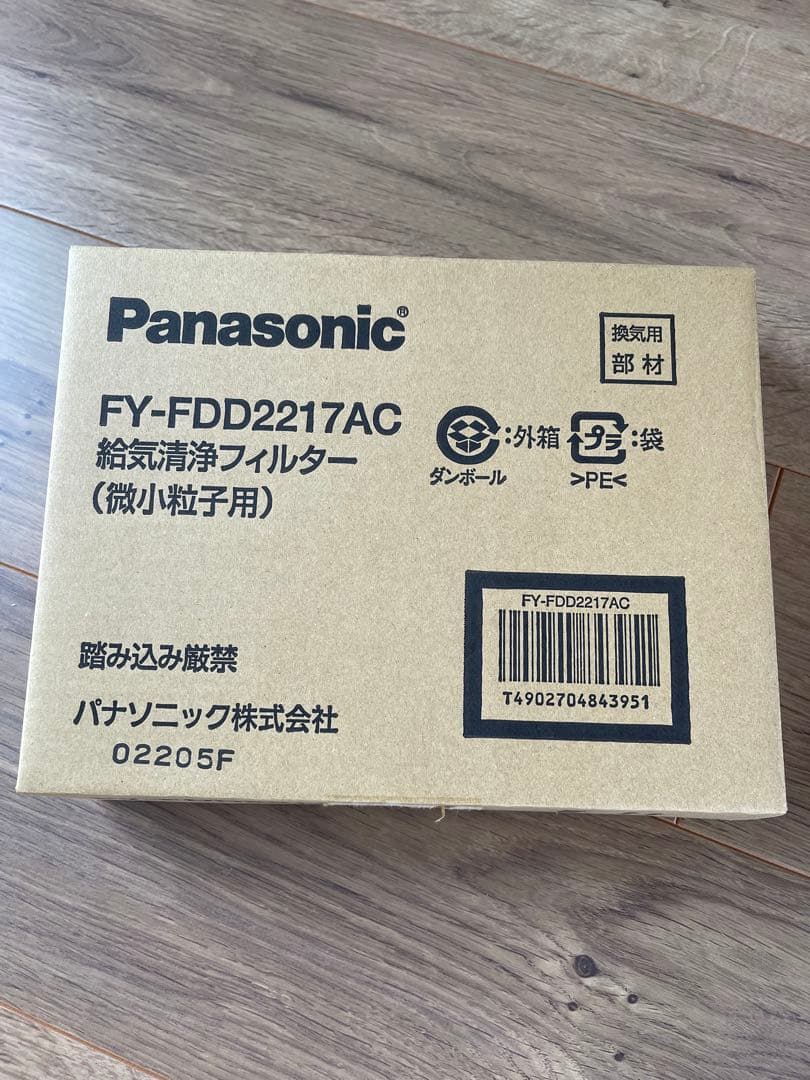 Panasonic®
換気用
部材
FY-FDD2217AC
給気清浄フィルター
(微小粒子用)
:外箱
ダンボール
プラ
:袋
>PE<
FY-FDD2217AC
T4902704843951
踏み込み厳禁
パナソニック株式会社
02205F